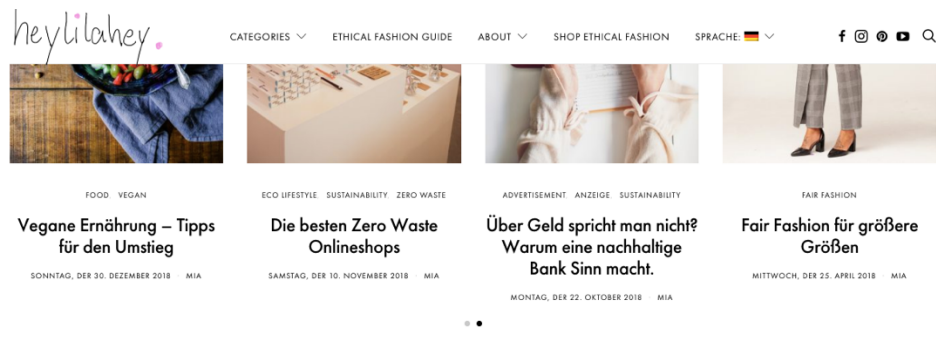 heylilahey.
CATEGORIES
ETHICAL FASHION GUIDE
ABOUT
SHOP ETHICAL FASHION
SPRACHE:
FOOD VEGAN
Vegane Ernährung – Tipps
für den Umstieg
SONNTAG, DER 30. DEZEMBER 2018 · MIA
ECO LIFESTYLE SUSTAINABILITY ZERO WASTE
Die besten Zero Waste
Onlineshops
SAMSTAG, DER 10. NOVEMBER 2018 · MIA
ADVERTISEMENT ANZEIGE SUSTAINABILITY
Über Geld spricht man nicht?
Warum eine nachhaltige
Bank Sinn macht.
MONTAG, DER 22. OKTOBER 2018 · MIA
FAIR FASHION
Fair Fashion für größere
Größen
MITTWOCH, DER 25. APRIL 2018 · MIA